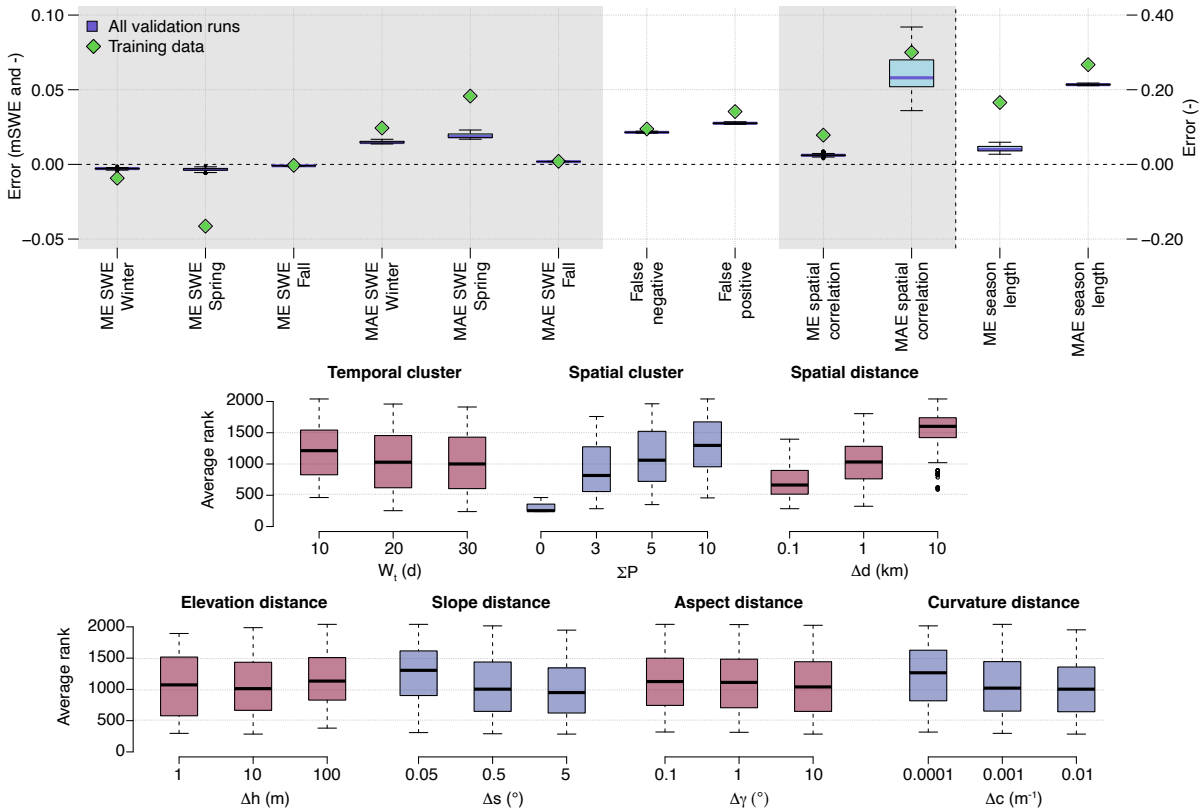 0.10
0.05
0.00
−0.05
Error (mSWE and -)
All validation runs
Training data
0.40
0.20
0.00
−0.20
Error (-)
ME SWE
Winter
ME SWE
Spring
ME SWE
Fall
MAE SWE
Winter
MAE SWE
Spring
MAE SWE
Fall
False
negative
False
positive
ME spatial
correlation
MAE spatial
correlation
ME season
length
MAE season
length
Temporal cluster
Spatial cluster
Spatial distance
Average rank
2000
1500
1000
500
0
10 20 30
W_t (d)
0 3 5 10
ΣP
0.1 1 10
Δd (km)
Elevation distance
Slope distance
Aspect distance
Curvature distance
Average rank
2000
1500
1000
500
0
1 10 100
Δh (m)
0.05 0.5 5
Δs (°)
0.1 1 10
Δγ (°)
0.0001 0.001 0.01
Δc (m⁻¹)